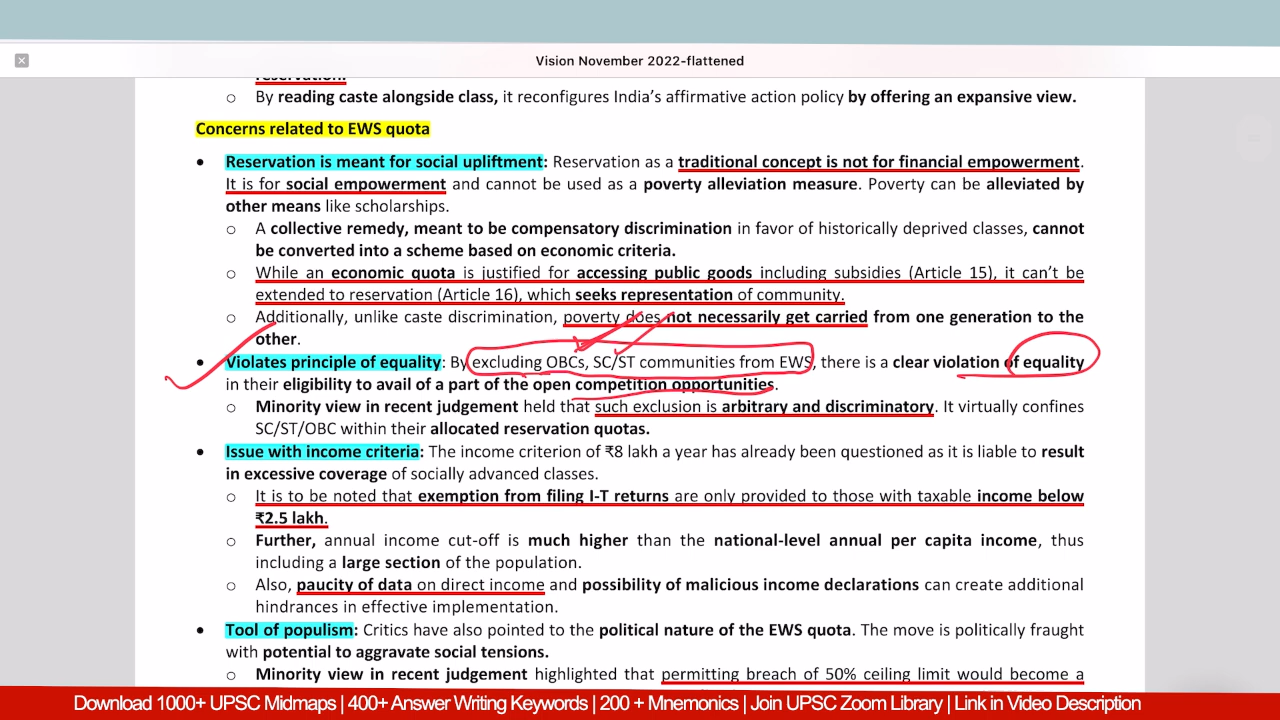 Vision November 2022-flattened
reservation.
○ By reading caste alongside class, it reconfigures India's affirmative action policy by offering an expansive view.
Concerns related to EWS quota
• Reservation is meant for social upliftment: Reservation as a traditional concept is not for financial empowerment.
It is for social empowerment and cannot be used as a poverty alleviation measure. Poverty can be alleviated by
other means like scholarships.
○ A collective remedy, meant to be compensatory discrimination in favor of historically deprived classes, cannot
be converted into a scheme based on economic criteria.
○ While an economic quota is justified for accessing public goods including subsidies (Article 15), it can't be
extended to reservation (Article 16), which seeks representation of community.
○ Additionally, unlike caste discrimination, poverty does not necessarily get carried from one generation to the
other.
• Violates principle of equality: By excluding OBCs, SC/ST communities from EWS, there is a clear violation of equality
in their eligibility to avail of a part of the open competition opportunities.
○ Minority view in recent judgement held that such exclusion is arbitrary and discriminatory. It virtually confines
SC/ST/OBC within their allocated reservation quotas.
• Issue with income criteria: The income criterion of ₹8 lakh a year has already been questioned as it is liable to result
in excessive coverage of socially advanced classes.
○ It is to be noted that exemption from filing I-T returns are only provided to those with taxable income below
₹2.5 lakh.
○ Further, annual income cut-off is much higher than the national-level annual per capita income, thus
including a large section of the population.
○ Also, paucity of data on direct income and possibility of malicious income declarations can create additional
hindrances in effective implementation.
• Tool of populism: Critics have also pointed to the political nature of the EWS quota. The move is politically fraught
with potential to aggravate social tensions.
○ Minority view in recent judgement highlighted that permitting breach of 50% ceiling limit would become a
Download 1000+ UPSC Midmaps | 400+ Answer Writing Keywords | 200 + Mnemonics | Join UPSC Zoom Library | Link in Video Description